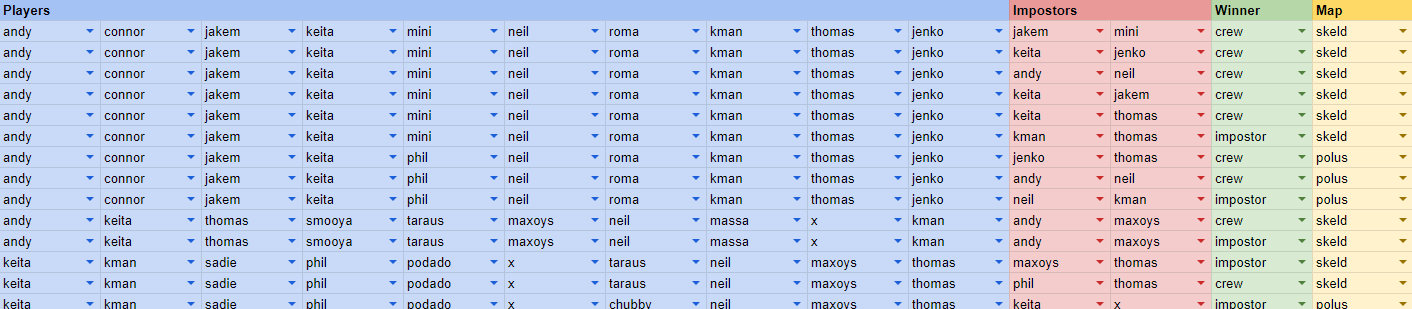 Players Impostors Winner Map
andy connor jakem keita mini neil roma kman thomas jenko jakem mini crew skeld
andy connor jakem keita mini neil roma kman thomas jenko keita jenko crew skeld
andy connor jakem keita mini neil roma kman thomas jenko andy neil crew skeld
andy connor jakem keita mini neil roma kman thomas jenko keita jakem crew skeld
andy connor jakem keita mini neil roma kman thomas jenko keita thomas crew skeld
andy connor jakem keita mini neil roma kman thomas jenko kman thomas impostor skeld
andy connor jakem keita phil neil roma kman thomas jenko jenko thomas crew polus
andy connor jakem keita phil neil roma kman thomas jenko andy neil crew polus
andy connor jakem keita phil neil roma kman thomas jenko neil kman impostor polus
andy keita thomas smooya taraus maxoys neil massa x kman andy maxoys crew skeld
andy keita thomas smooya taraus maxoys neil massa x kman andy maxoys impostor skeld
keita kman sadie phil podado x taraus neil maxoys thomas maxoys thomas impostor skeld
keita kman sadie phil podado x taraus neil maxoys thomas phil thomas crew skeld
keita kman sadie phil podado x chubby neil maxoys thomas keita x impostor polus